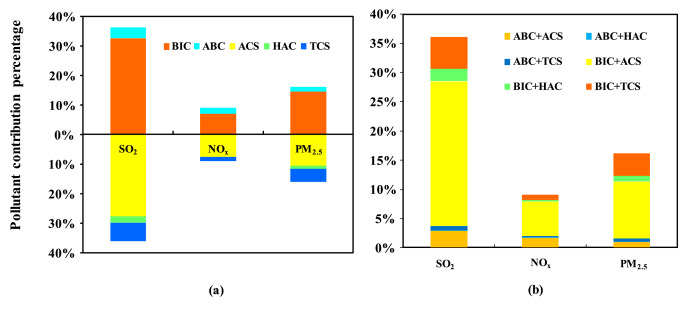 Pollutant contribution percentage
40%
30%
20%
10%
0%
10%
20%
30%
40%
BIC ABC ACS HAC TCS
SO2 NOx PM2.5
(a)
40%
35%
30%
25%
20%
15%
10%
5%
0%
ABC+ACS ABC+HAC
ABC+TCS BIC+ACS
BIC+HAC BIC+TCS
SO2 NOx PM2.5
(b)